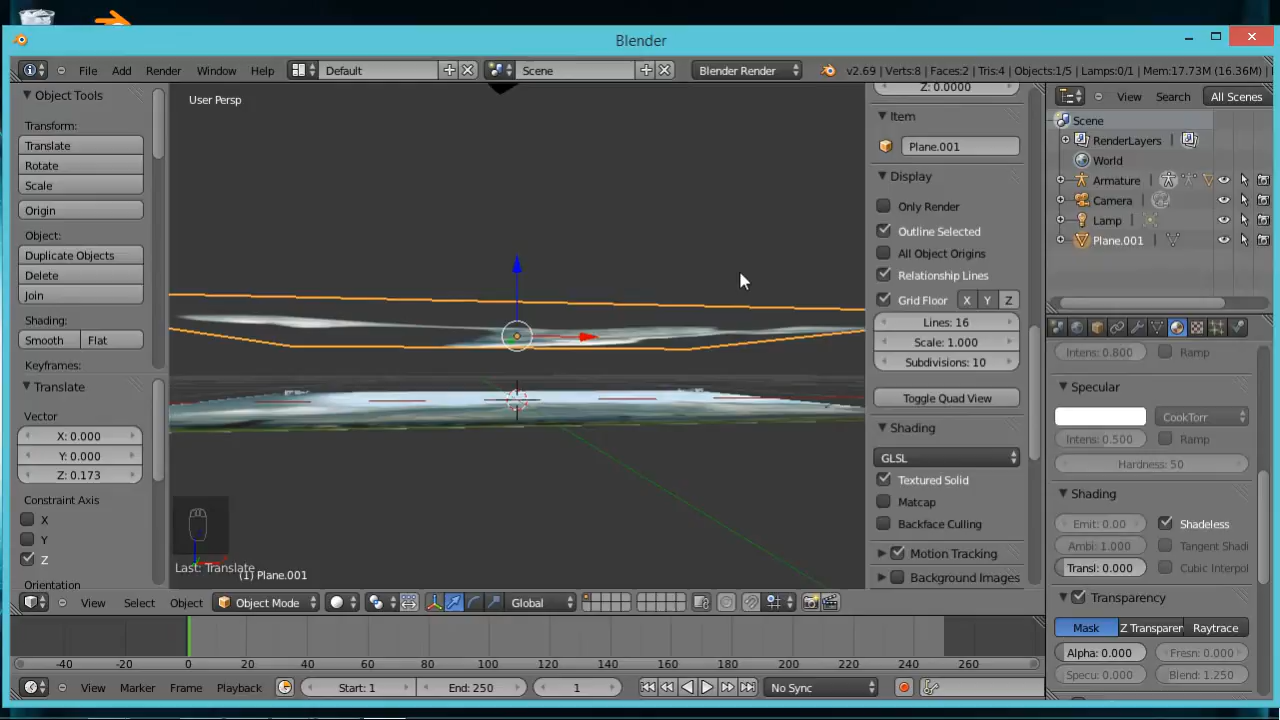 Blender
File Add Render Window Help Default Scene Blender Render v2.69 | Verts:8 | Faces:2 | Tris:4 | Objects:1/5 | Lamps:0/1 | Mem:17.73M (16.36M)
Object Tools
Transform:
Translate
Rotate
Scale
Origin
Object:
Duplicate Objects
Delete
Join
Shading:
Smooth Flat
Keyframes:
Translate
Vector
X: 0.000
Y: 0.000
Z: 0.173
Constraint Axis
X
Y
Z
Orientation
User Persp
Last: Translate
(1) Plane.001
View Select Object Object Mode Global
Z: 0.0000
Item
Plane.001
Display
Only Render
Outline Selected
All Object Origins
Relationship Lines
Grid Floor X Y Z
Lines: 16
Scale: 1.000
Subdivisions: 10
Toggle Quad View
Shading
GLSL
Textured Solid
Matcap
Backface Culling
Motion Tracking
Background Images
View Search All Scenes
Scene
RenderLayers
World
Armature
Camera
Lamp
Plane.001
Intens: 0.800 Ramp
Specular
CookTorr
Intens: 0.500 Ramp
Hardness: 50
Shading
Emit: 0.00 Shadeless
Ambi: 1.000 Tangent Shadi
Transl: 0.000 Cubic Interpol
Transparency
Mask Z Transparer Raytrace
Alpha: 0.000 Fresn: 0.000
Specu: 0.000 Blend: 1.250
-40 -20 0 20 40 60 80 100 120 140 160 180 200 220 240 260
View Marker Frame Playback Start: 1 End: 250 1 No Sync